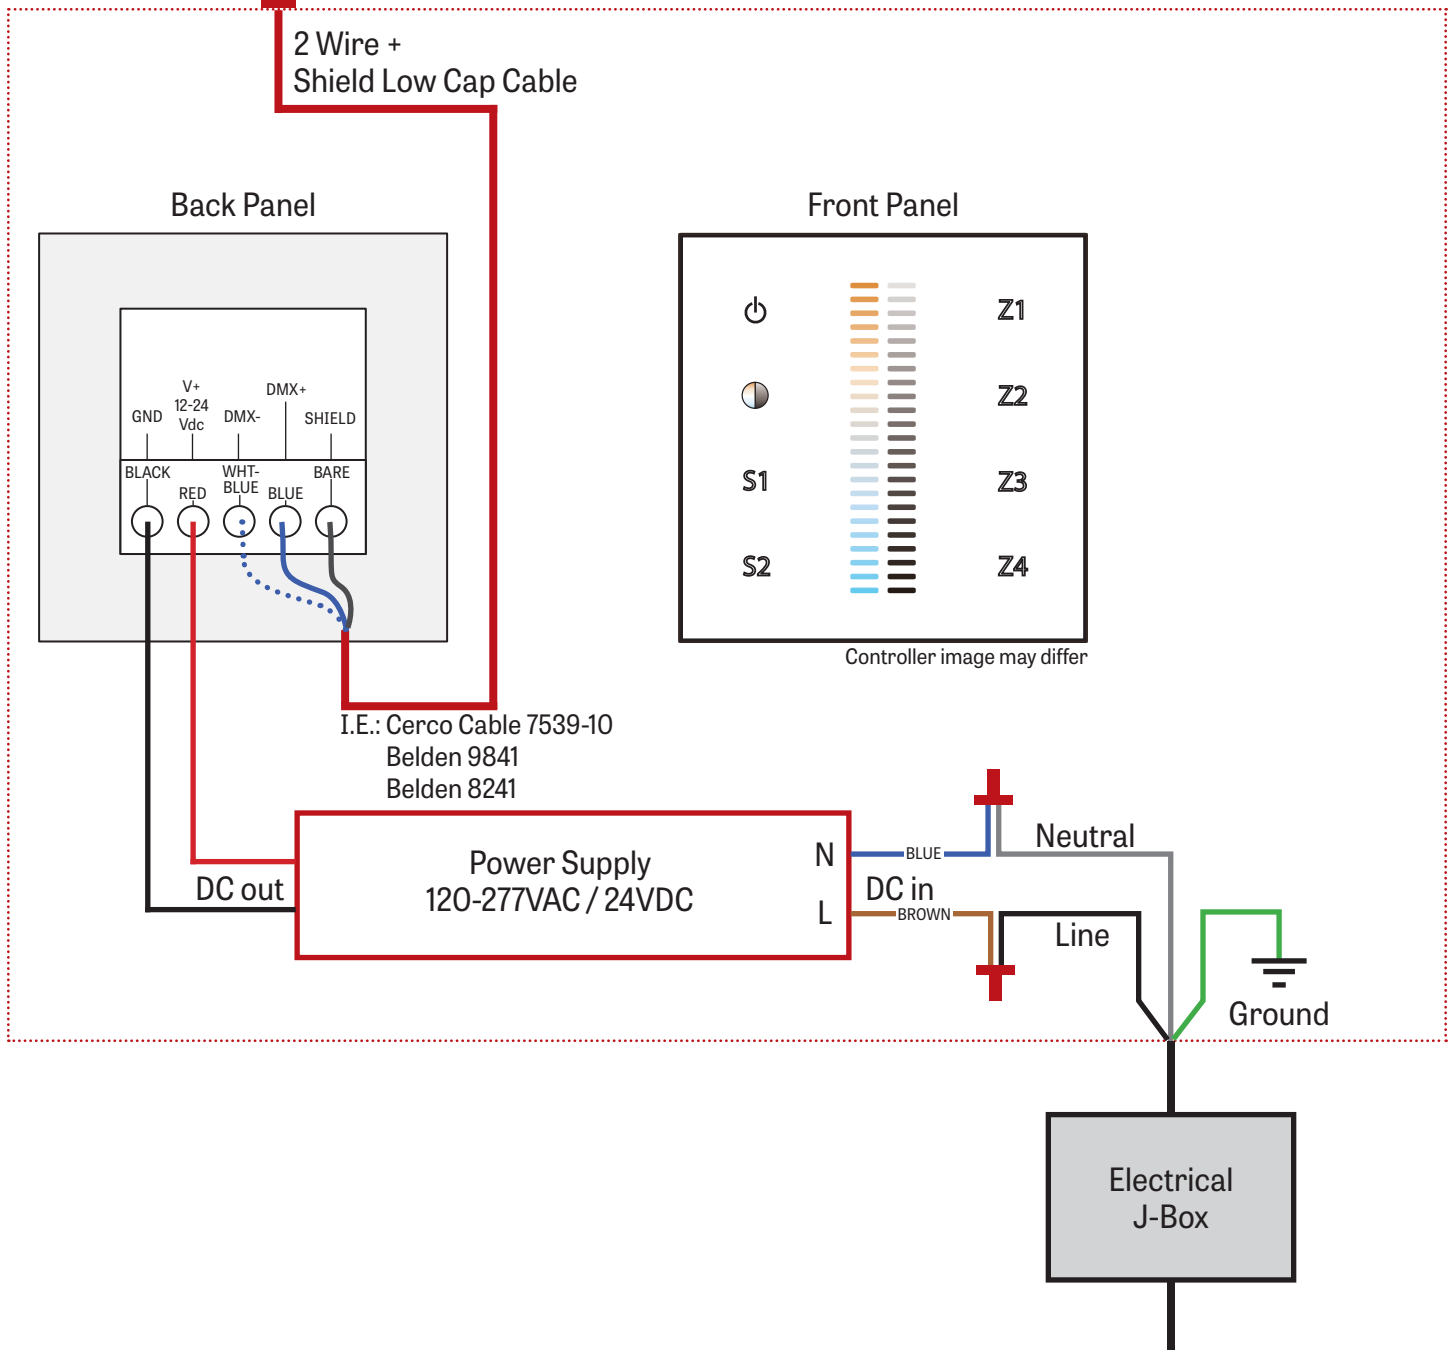 2 Wire +
Shield Low Cap Cable
Back Panel
Front Panel
GND
V+
12-24
Vdc
DMX-
DMX+
SHIELD
BLACK
RED
WHT-
BLUE
BLUE
BARE
Z1
Z2
S1
Z3
S2
Z4
Controller image may differ
I.E.: Cerco Cable 7539-10
Belden 9841
Belden 8241
Power Supply
120-277VAC / 24VDC
DC out
N
L
BLUE
DC in
BROWN
Neutral
Line
Ground
Electrical
J-Box